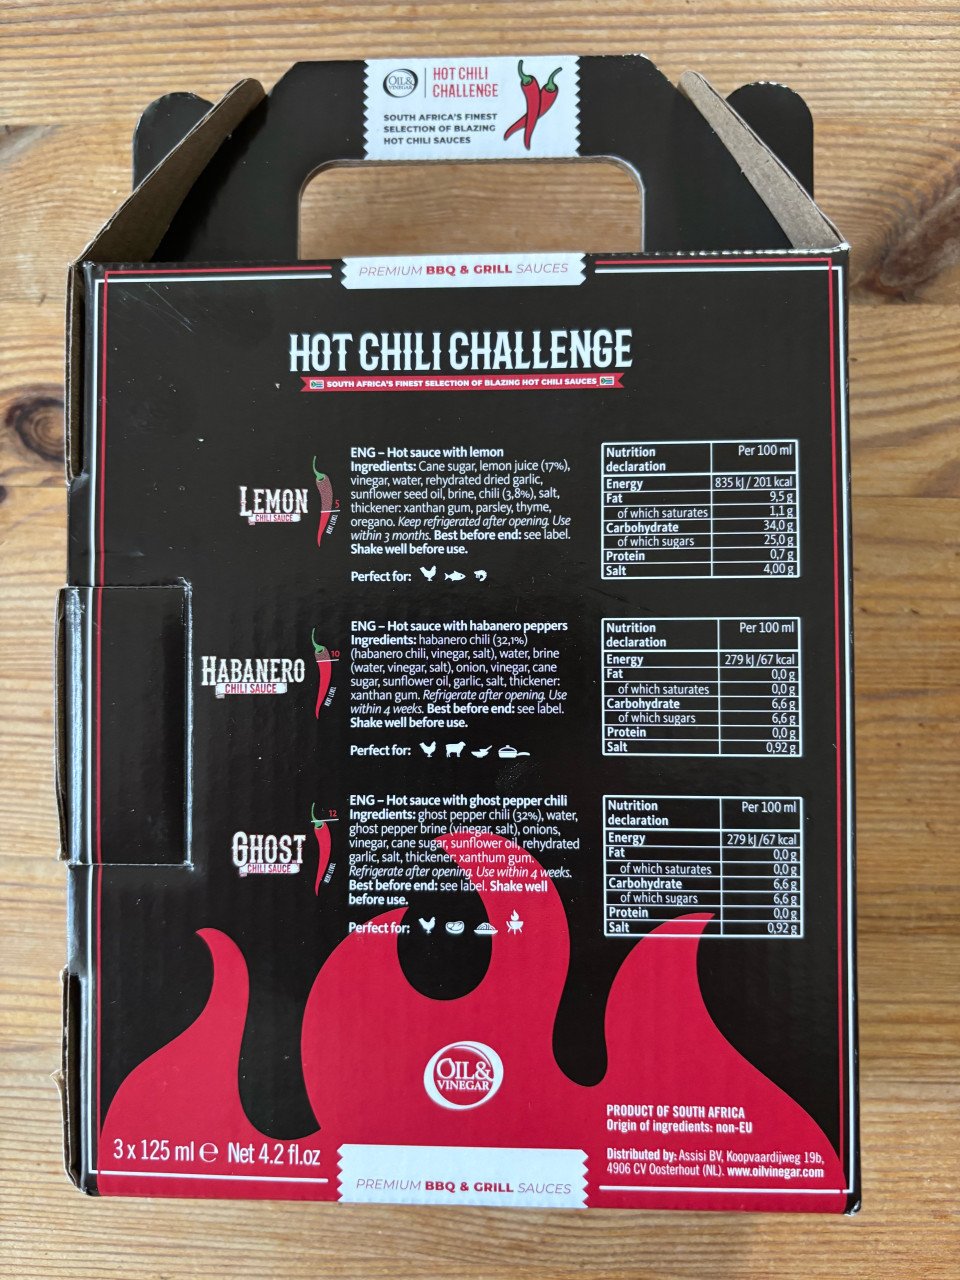 OIL&
VINEGAR
HOT CHILI
CHALLENGE
SOUTH AFRICA'S FINEST
SELECTION OF BLAZING
HOT CHILI SAUCES
PREMIUM BBQ & GRILL SAUCES
HOT CHILI CHALLENGE
SOUTH AFRICA'S FINEST SELECTION OF BLAZING HOT CHILI SAUCES
LEMON
CHILI SAUCE
5
HEAT LEVEL
ENG – Hot sauce with lemon
Ingredients: Cane sugar, lemon juice (17%),
vinegar, water, rehydrated dried garlic,
sunflower seed oil, brine, chili (3,8%), salt,
thickener: xanthan gum, parsley, thyme,
oregano. Keep refrigerated after opening. Use
within 3 months. Best before end: see label.
Shake well before use.
Perfect for:
Nutrition declaration Per 100 ml
Energy 835 kJ / 201 kcal
Fat 9,5 g
of which saturates 1,1 g
Carbohydrate 34,0 g
of which sugars 25,0 g
Protein 0,7 g
Salt 4,00 g
HABANERO
CHILI SAUCE
10
HEAT LEVEL
ENG – Hot sauce with habanero peppers
Ingredients: habanero chili (32,1%)
(habanero chili, vinegar, salt), water, brine
(water, vinegar, salt), onion, vinegar, cane
sugar, sunflower oil, garlic, salt, thickener:
xanthan gum. Refrigerate after opening. Use
within 4 weeks. Best before end: see label.
Shake well before use.
Perfect for:
Nutrition declaration Per 100 ml
Energy 279 kJ /67 kcal
Fat 0,0 g
of which saturates 0,0 g
Carbohydrate 6,6 g
of which sugars 6,6 g
Protein 0,0 g
Salt 0,92 g
GHOST
CHILI SAUCE
12
HEAT LEVEL
ENG – Hot sauce with ghost pepper chili
Ingredients: ghost pepper chili (32%), water,
ghost pepper brine (vinegar, salt), onions,
vinegar, cane sugar, sunflower oil, rehydrated
garlic, salt, thickener: xanthum gum.
Refrigerate after opening. Use within 4 weeks.
Best before end: see label. Shake well
before use.
Perfect for:
Nutrition declaration Per 100 ml
Energy 279 kJ /67 kcal
Fat 0,0 g
of which saturates 0,0 g
Carbohydrate 6,6 g
of which sugars 6,6 g
Protein 0,0 g
Salt 0,92 g
OIL&
VINEGAR
3 x 125 ml ℮ Net 4.2 fl.oz
PRODUCT OF SOUTH AFRICA
Origin of ingredients: non-EU
Distributed by: Assisi BV, Koopvaardijweg 19b,
4906 CV Oosterhout (NL). www.oilvinegar.com
PREMIUM BBQ & GRILL SAUCES